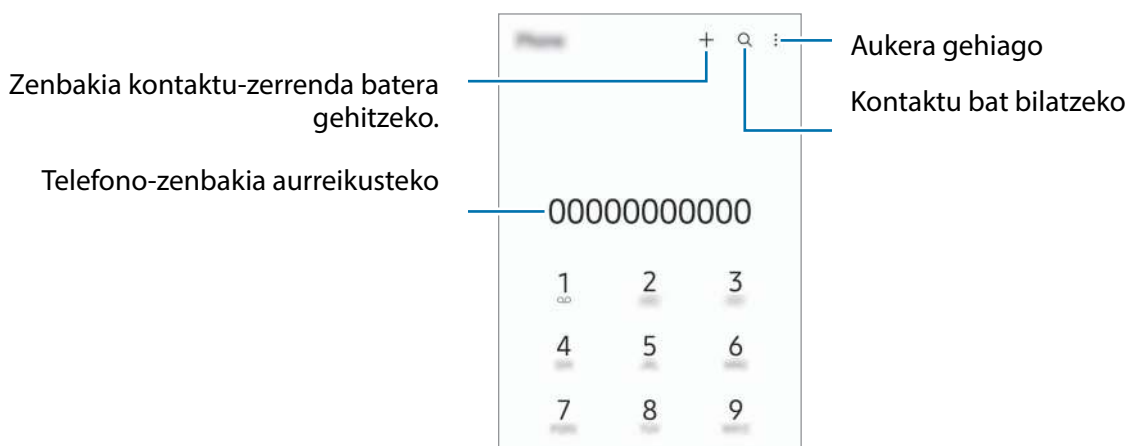 Aukera gehiago
Zenbakia kontaktu-zerrenda batera
gehitzeko.
Kontaktu bat bilatzeko
Telefono-zenbakia aurreikusteko
00000000000
1 2 3
4 5 6
7 8 9